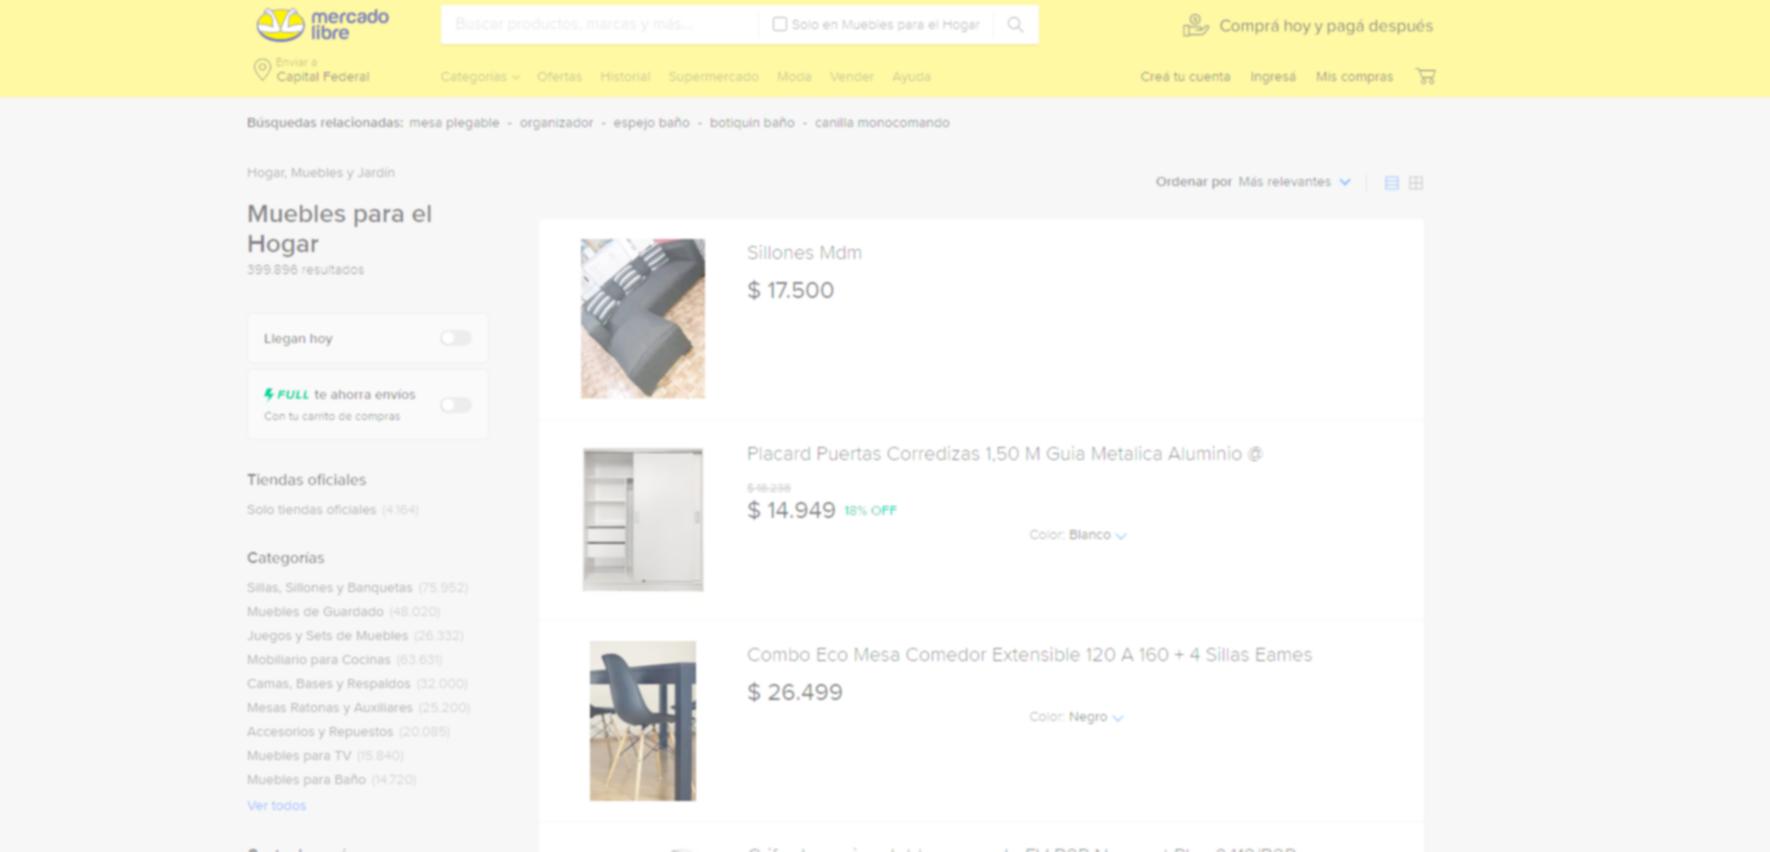 mercado
libre
Buscar productos, marcas y más...
Solo en Muebles para el Hogar
Comprá hoy y pagá después
Enviar a
Capital Federal
Categorías
Ofertas
Historial
Supermercado
Moda
Vender
Ayuda
Creá tu cuenta
Ingresá
Mis compras
Búsquedas relacionadas: mesa plegable - organizador - espejo baño - botiquin baño - canilla monocomando
Hogar, Muebles y Jardín
Ordenar por Más relevantes
Muebles para el
Hogar
399.896 resultados
Llegan hoy
FULL te ahorra envíos
Con tu carrito de compras
Tiendas oficiales
Solo tiendas oficiales (4.164)
Categorías
Sillas, Sillones y Banquetas (75.952)
Muebles de Guardado (48.020)
Juegos y Sets de Muebles (26.332)
Mobiliario para Cocinas (63.631)
Camas, Bases y Respaldos (32.000)
Mesas Ratonas y Auxiliares (25.200)
Accesorios y Repuestos (20.085)
Muebles para TV (15.840)
Muebles para Baño (14.720)
Ver todos
Sillones Mdm
$ 17.500
Placard Puertas Corredizas 1,50 M Guia Metalica Aluminio @
$ 18.238
$ 14.949 18% OFF
Color: Blanco
Combo Eco Mesa Comedor Extensible 120 A 160 + 4 Sillas Eames
$ 26.499
Color: Negro